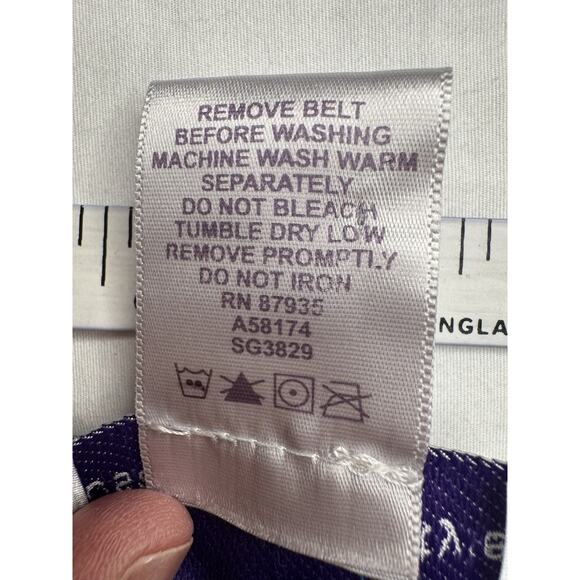 REMOVE BELT
BEFORE WASHING
MACHINE WASH WARM
SEPARATELY
DO NOT BLEACH
TUMBLE DRY LOW
REMOVE PROMPTLY
DO NOT IRON
RN 87935
A58174
SG3829
NGLA